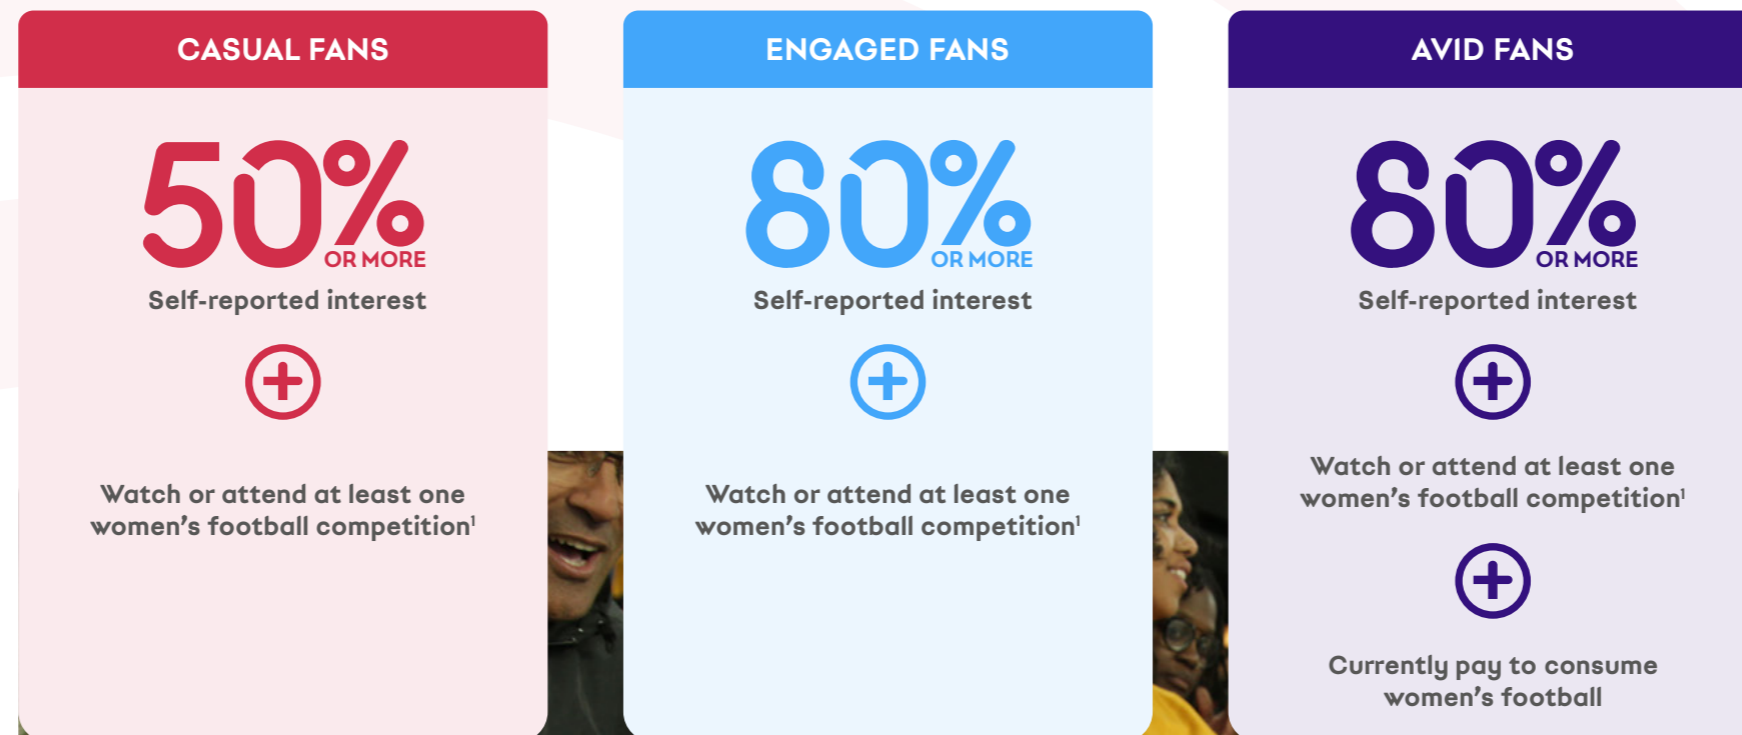 CASUAL FANS
50%
OR MORE
Self-reported interest
Watch or attend at least one
women's football competition¹
ENGAGED FANS
80%
OR MORE
Self-reported interest
Watch or attend at least one
women's football competition¹
AVID FANS
80%
OR MORE
Self-reported interest
Watch or attend at least one
women's football competition¹
Currently pay to consume
women's football